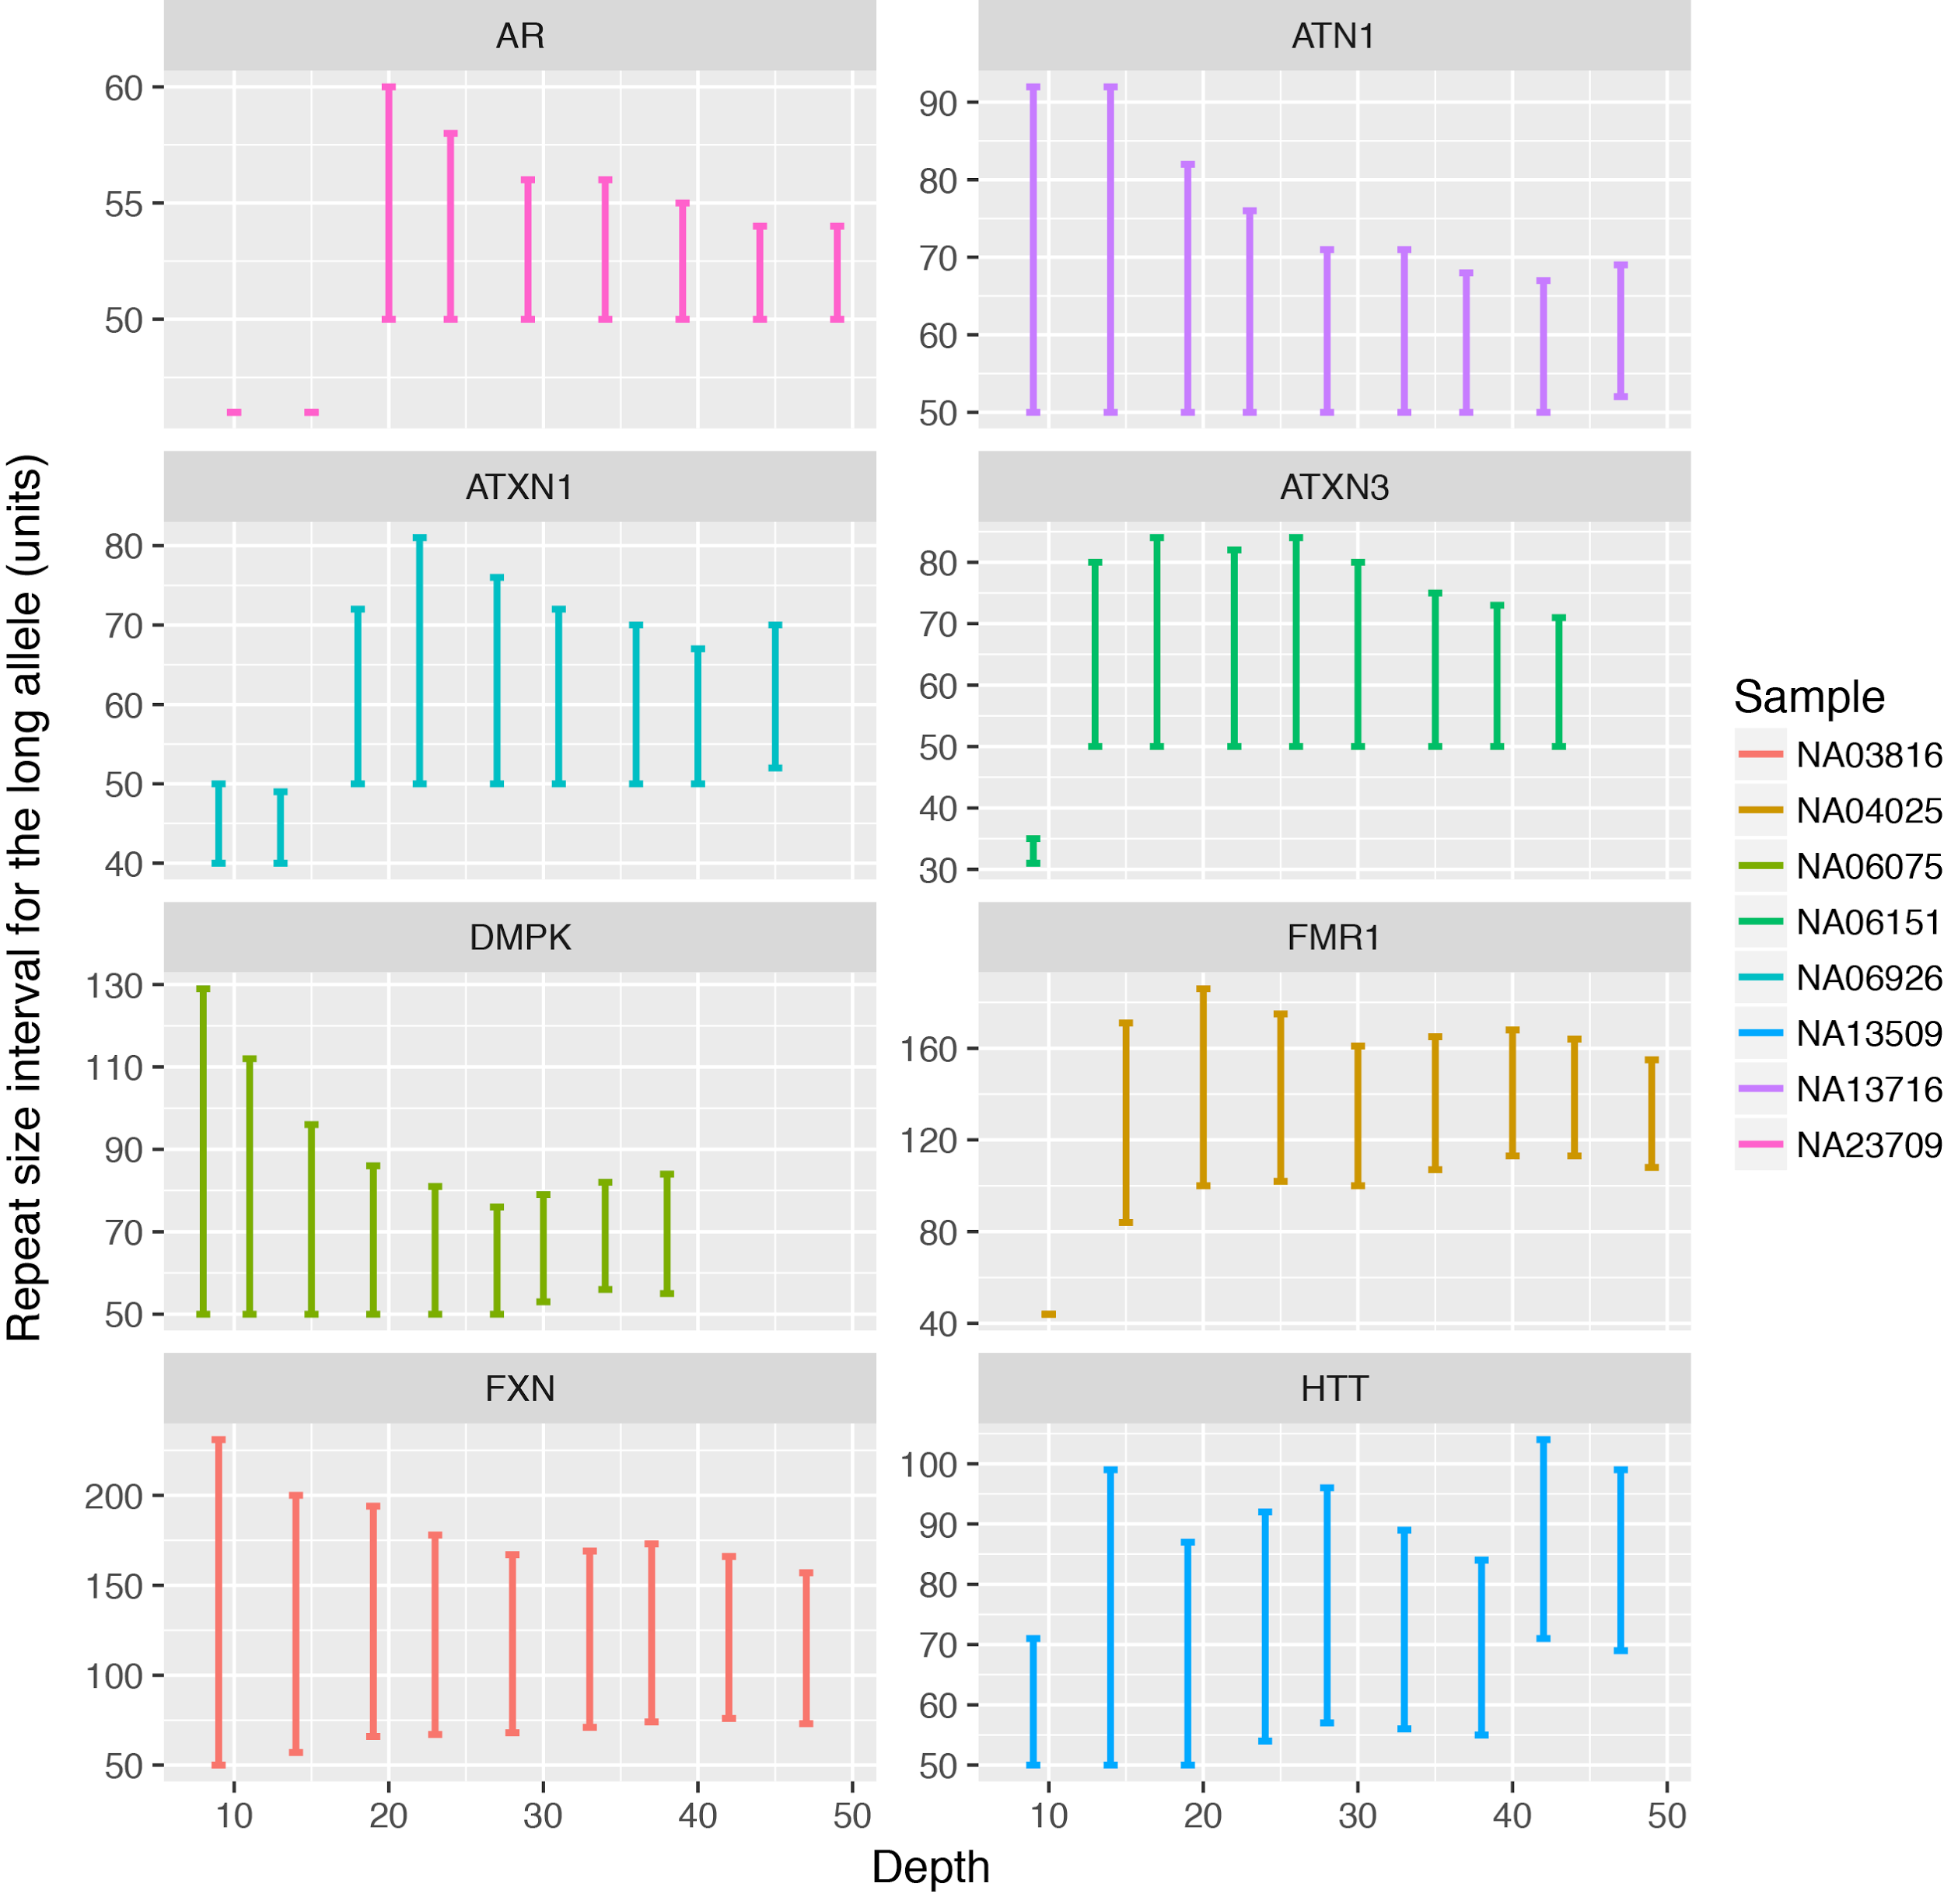 AR
ATN1
60
55
50
90
80
70
60
50
ATXN1
ATXN3
80
70
60
50
40
80
70
60
50
40
30
DMPK
FMR1
130
110
90
70
50
160
120
80
40
FXN
HTT
200
150
100
50
100
90
80
70
60
50
10 20 30 40 50
10 20 30 40 50
Depth
Repeat size interval for the long allele (units)
Sample
NA03816
NA04025
NA06075
NA06151
NA06926
NA13509
NA13716
NA23709